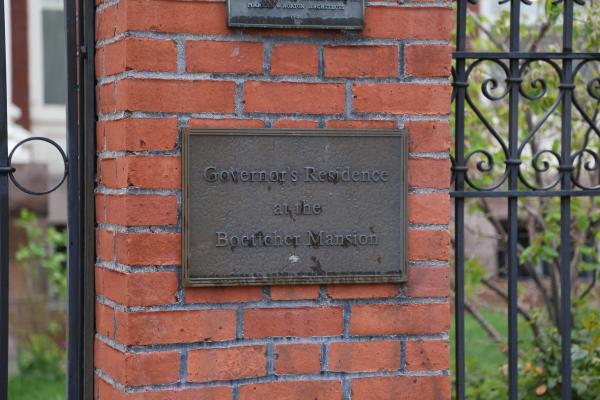 Governor's Residence
at the
Boettcher Mansion